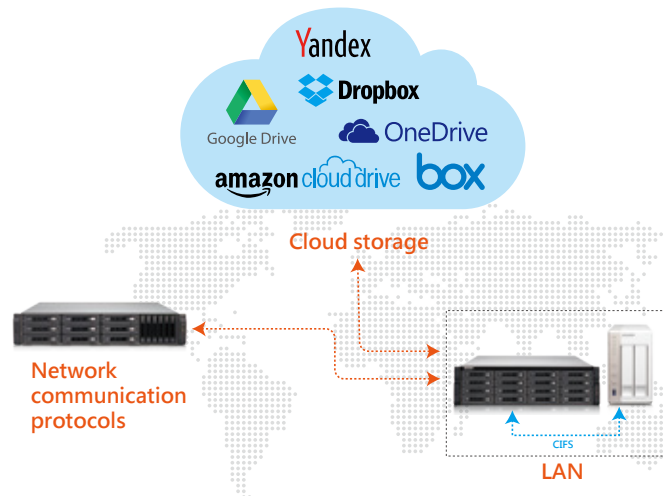 Yandex
Dropbox
Google Drive
OneDrive
amazon cloud drive
box
Cloud storage
Network
communication
protocols
CIFS
LAN